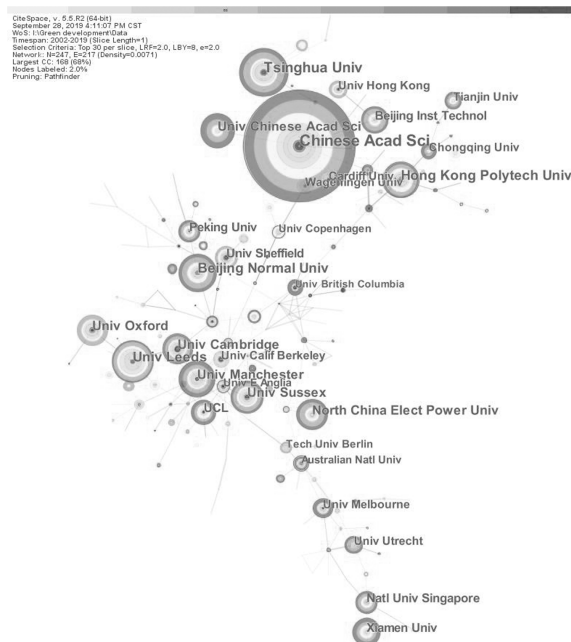 CiteSpace, v. 5.5.R2 (64-bit)
September 28, 2019 4:11:07 PM CST
WoS: I:\Green development\Data
Timespan: 2002-2019 (Slice Length=1)
Selection Criteria: Top 30 per slice, LRF=2.0, LBY=8, e=2.0
Network: N=247, E=217 (Density=0.0071)
Largest CC: 168 (68%)
Nodes Labeled: 2.0%
Pruning: Pathfinder
Tsinghua Univ
Univ Hong Kong
Tianjin Univ
Beijing Inst Technol
Univ Chinese Acad Sci
Chinese Acad Sci
Chongqing Univ
Cardiff Univ
Hong Kong Polytech Univ
Wageningen Univ
Peking Univ
Univ Copenhagen
Univ Sheffield
Beijing Normal Univ
Univ British Columbia
Univ Oxford
Univ Cambridge
Univ Leeds
Univ Calif Berkeley
Univ Manchester
Univ E Anglia
Univ Sussex
UCL
North China Elect Power Univ
Tech Univ Berlin
Australian Natl Univ
Univ Melbourne
Univ Utrecht
Natl Univ Singapore
Xiamen Univ